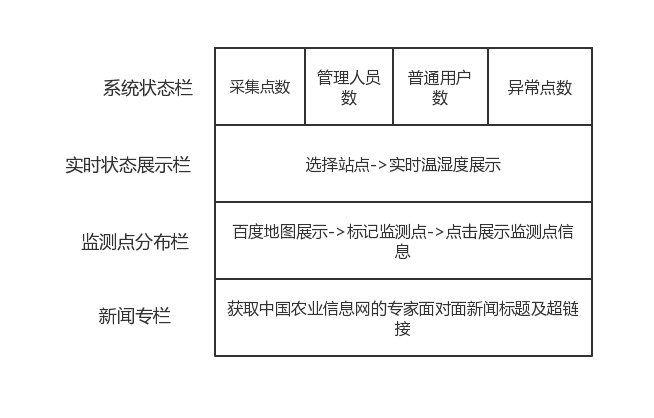 系统状态栏
采集点数
管理人员
数
普通用户
数
异常点数
实时状态展示栏
选择站点->实时温湿度展示
监测点分布栏
百度地图展示->标记监测点->点击展示监测点信
息
新闻专栏
获取中国农业信息网的专家面对面新闻标题及超链
接